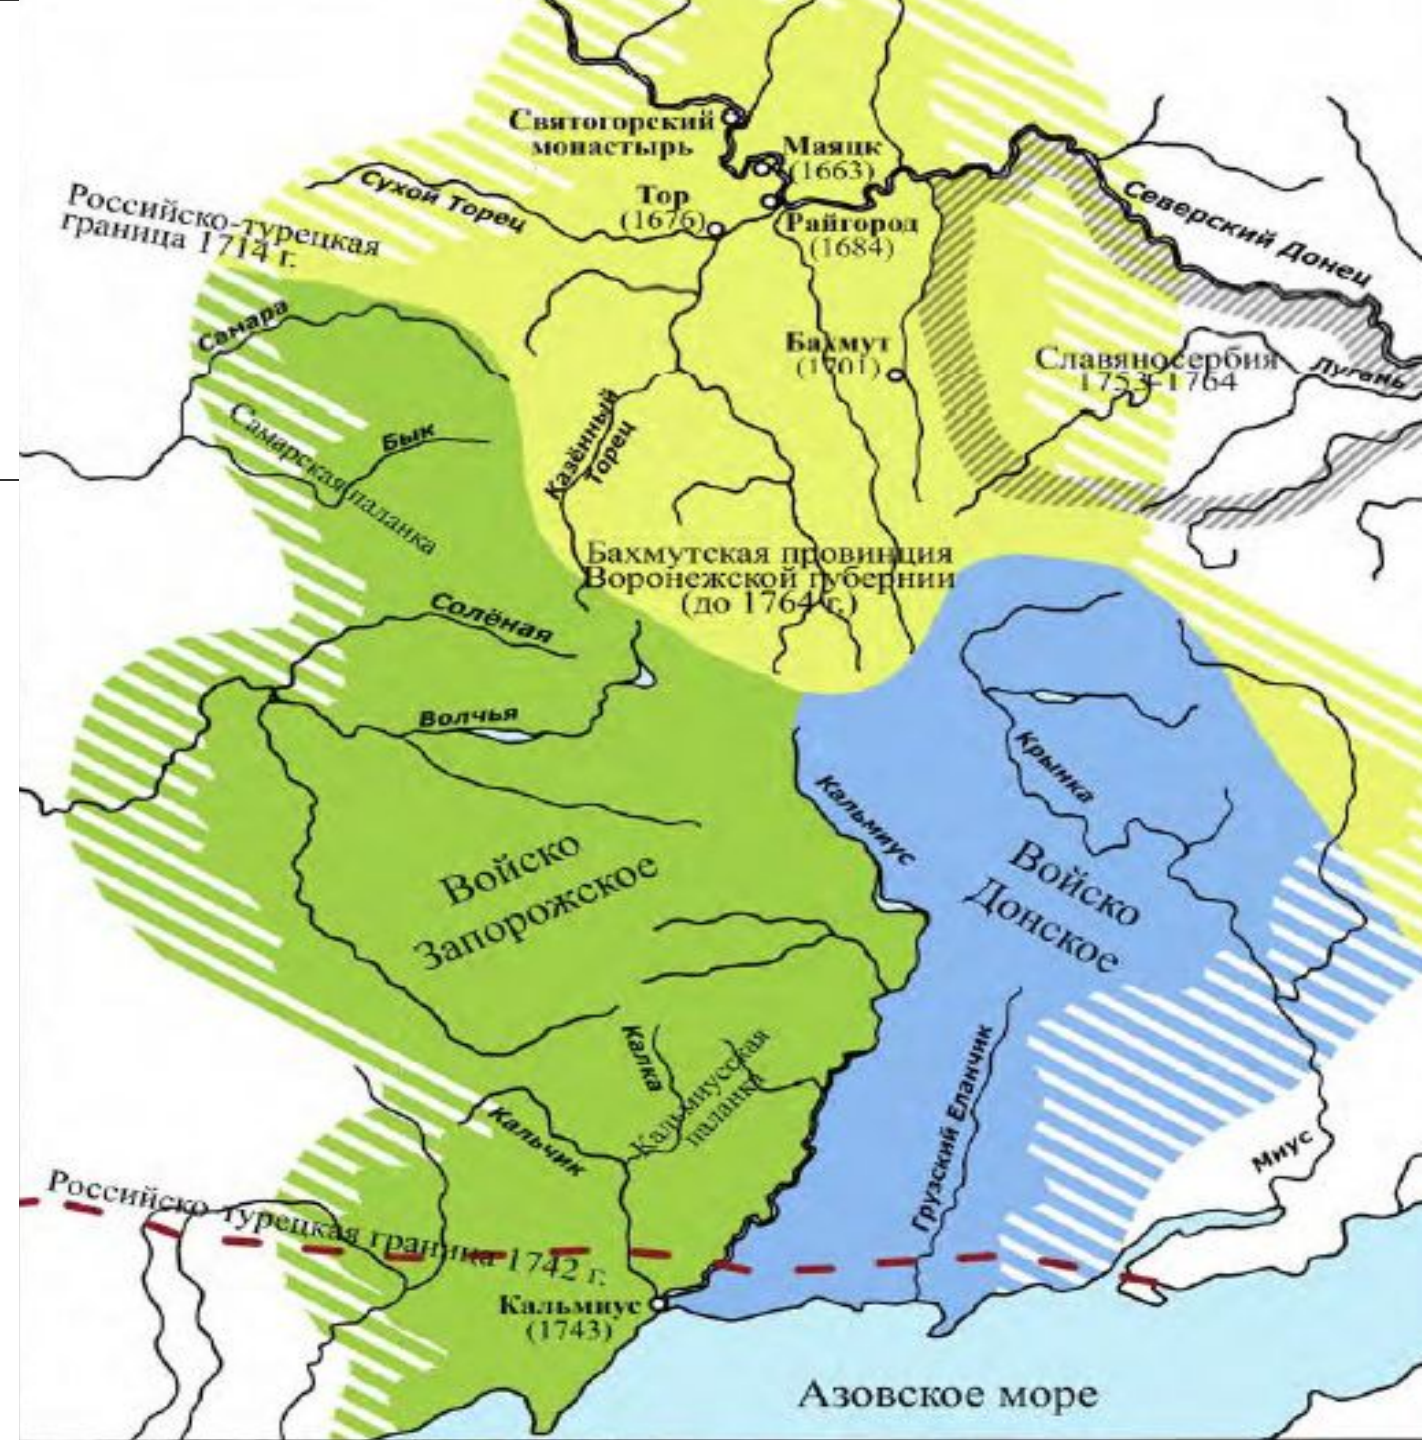 Святогорский
монастырь
Маяцк
(1663)
Тор
(1676)
Райгород
(1684)
Сухой Торец
Северский Донец
Российско-турецкая
граница 1714 г.
Самара
Бахмут
(1701)
Славяносербия
1753-1764
Лугань
Самарская паланка
Бык
Казённый
Торец
Бахмутская провинция
Воронежской губернии
(до 1764 г.)
Солёная
Волчья
Кальмиус
Крынка
Войско
Запорожское
Войско
Донское
Калка
Кальмиусская
паланка
Кальчик
Грузский Еланчик
Миус
Российско-турецкая граница 1742 г.
Кальмиус
(1743)
Азовское море